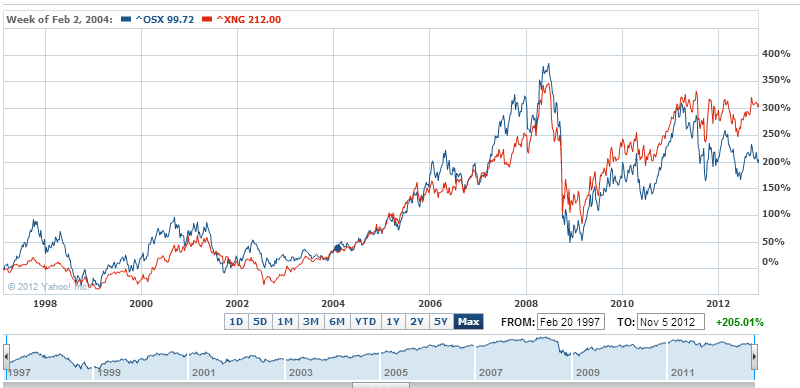 Week of Feb 2, 2004: ^OSX 99.72 ^XNG 212.00
400%
350%
300%
250%
200%
150%
100%
50%
0%
© 2012 Yahoo! Inc.
1998 2000 2002 2004 2006 2008 2010 2012
1D 5D 1M 3M 6M YTD 1Y 2Y 5Y Max FROM: Feb 20 1997 TO: Nov 5 2012 +205.01%
1997 1999 2001 2003 2005 2007 2009 2011